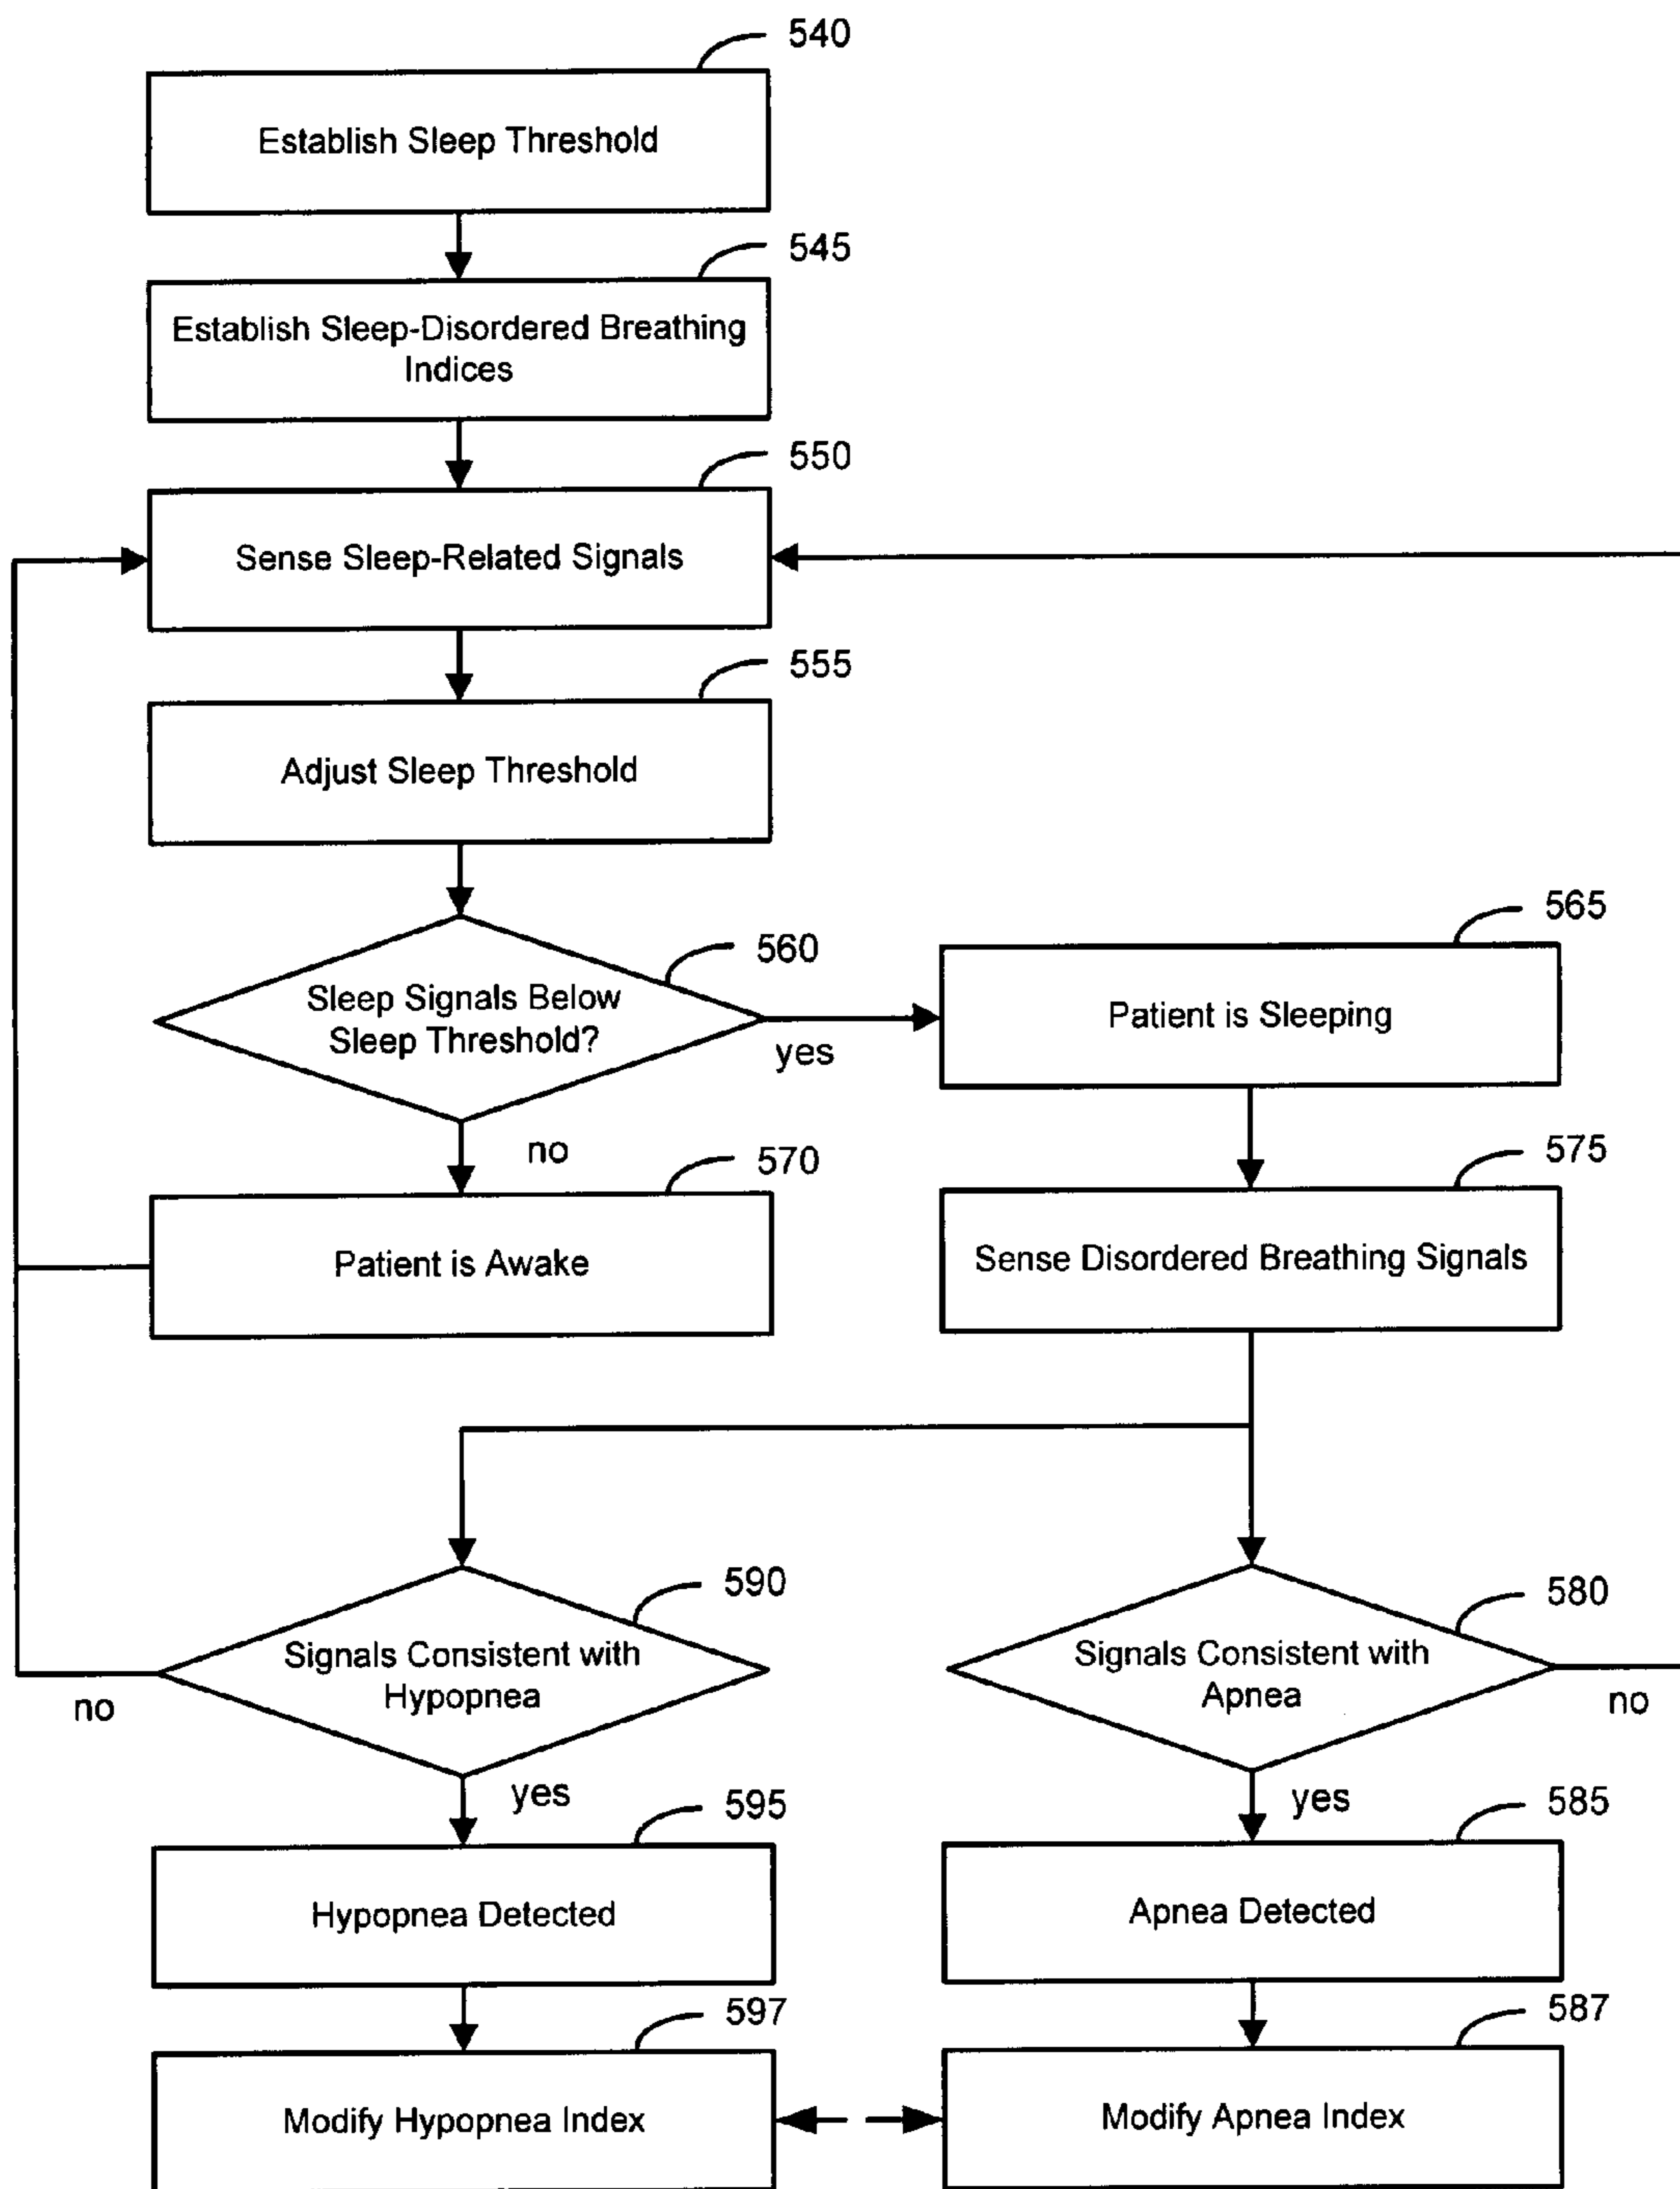 540
Establish Sleep Threshold
545
Establish Sleep-Disordered Breathing
Indices
550
Sense Sleep-Related Signals
555
Adjust Sleep Threshold
560
Sleep Signals Below
Sleep Threshold?
yes
no
565
Patient is Sleeping
570
Patient is Awake
575
Sense Disordered Breathing Signals
590
Signals Consistent with
Hypopnea
no
yes
580
Signals Consistent with
Apnea
no
yes
595
Hypopnea Detected
585
Apnea Detected
597
Modify Hypopnea Index
587
Modify Apnea Index